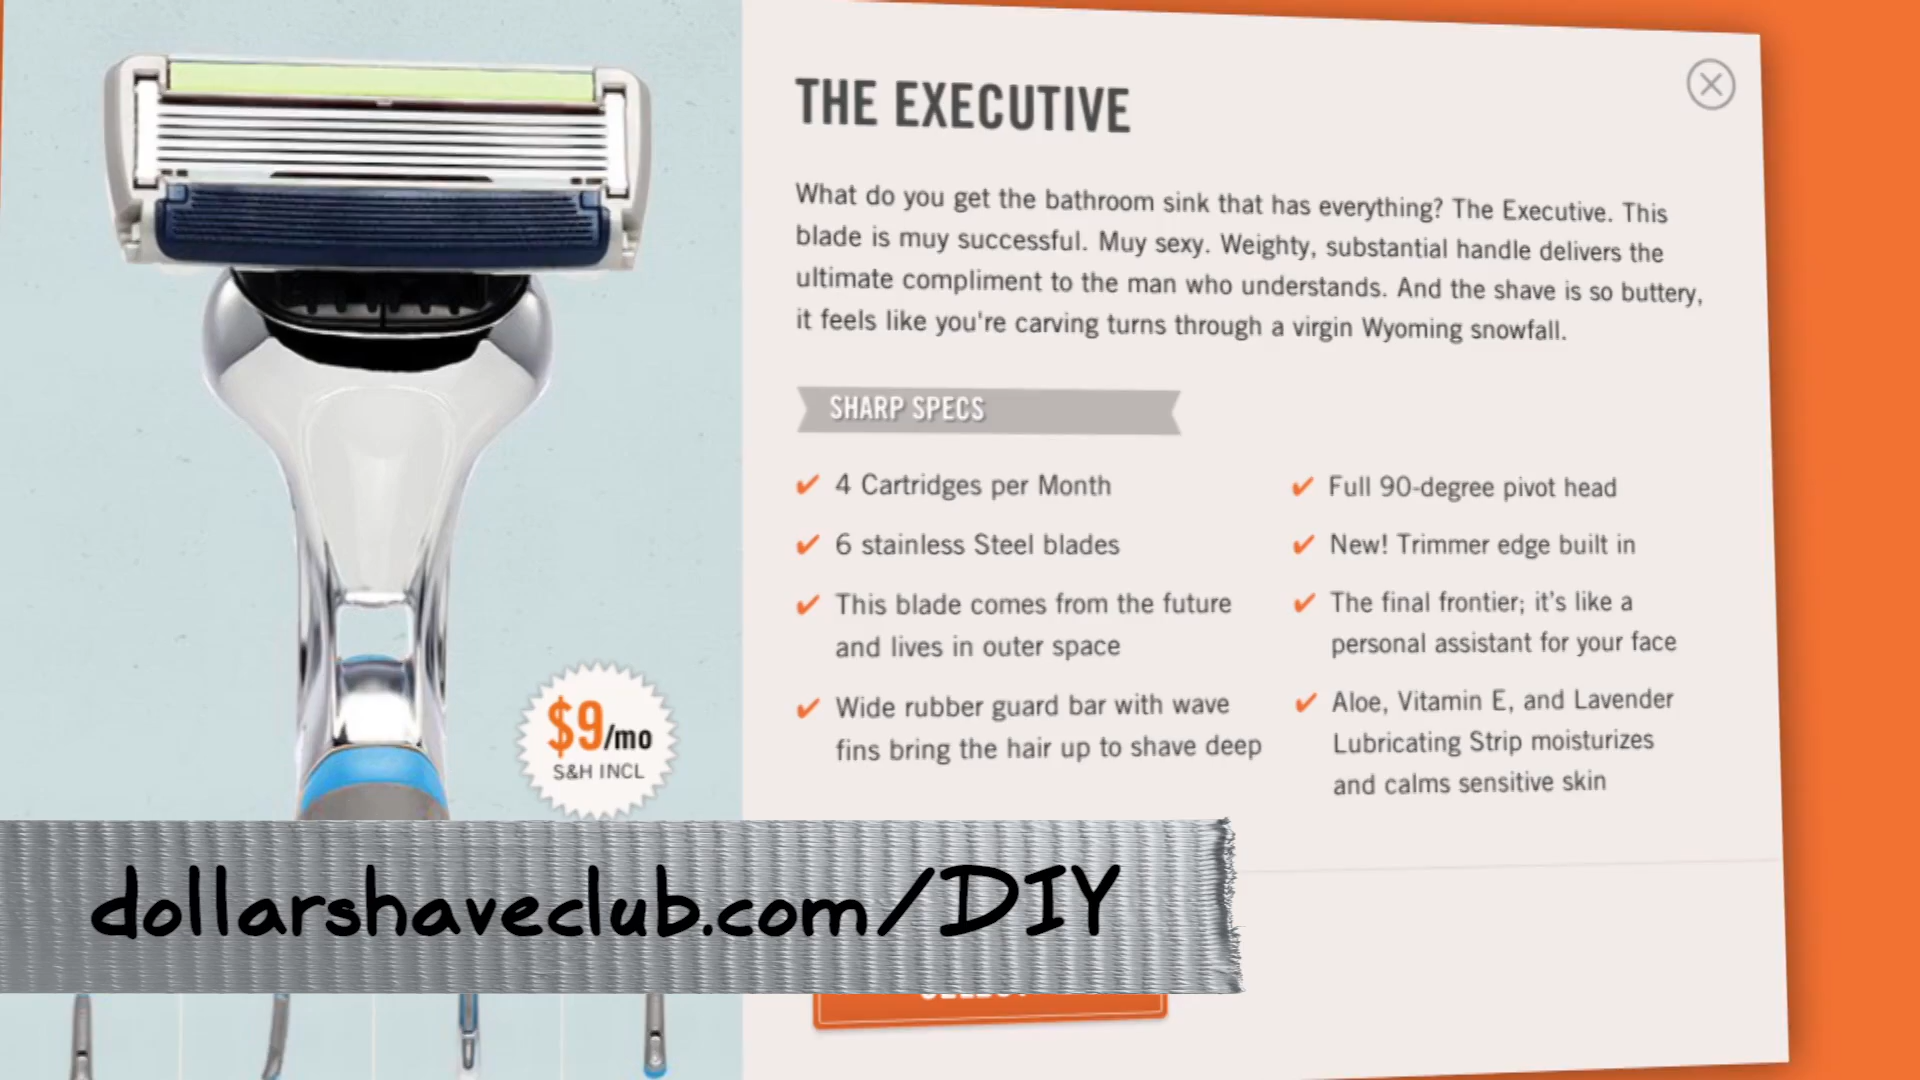 THE EXECUTIVE
What do you get the bathroom sink that has everything? The Executive. This
blade is muy successful. Muy sexy. Weighty, substantial handle delivers the
ultimate compliment to the man who understands. And the shave is so buttery,
it feels like you're carving turns through a virgin Wyoming snowfall.
SHARP SPECS
4 Cartridges per Month
6 stainless Steel blades
This blade comes from the future
and lives in outer space
Wide rubber guard bar with wave
fins bring the hair up to shave deep
Full 90-degree pivot head
New! Trimmer edge built in
The final frontier; it's like a
personal assistant for your face
Aloe, Vitamin E, and Lavender
Lubricating Strip moisturizes
and calms sensitive skin
$9/mo
S&H INCL
dollarshaveclub.com/DIY